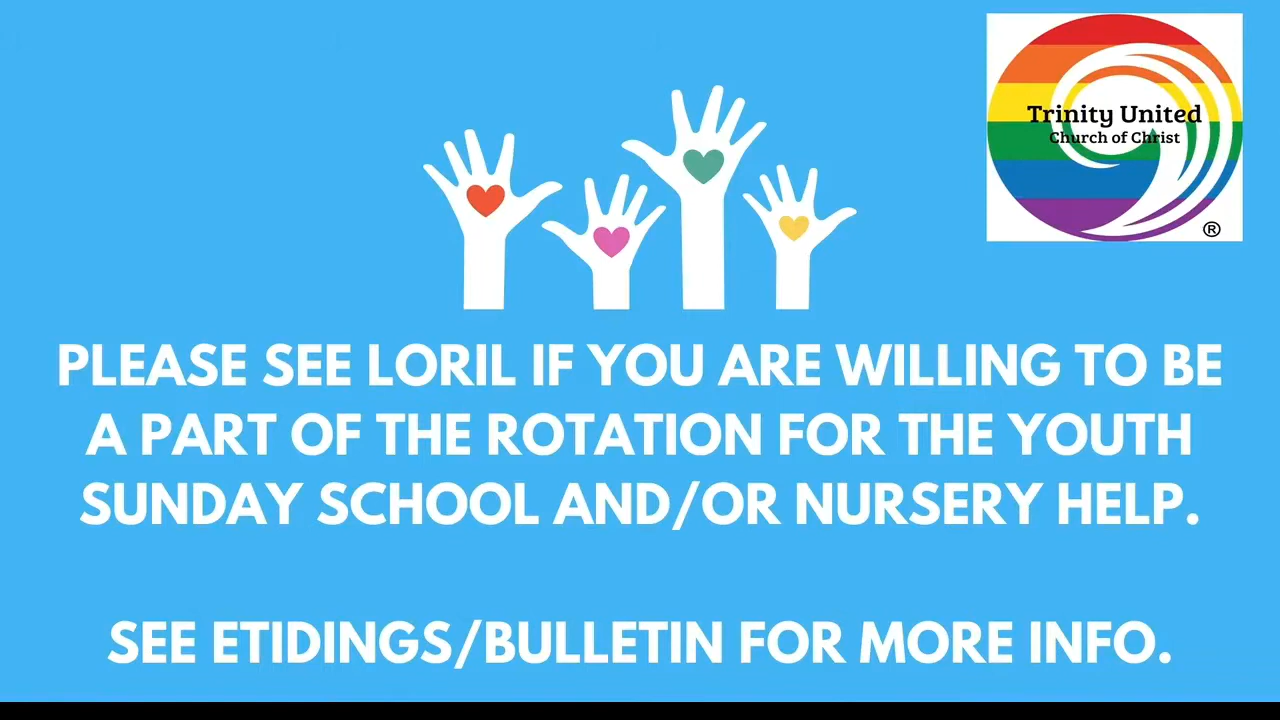 Trinity United
Church of Christ
®
PLEASE SEE LORIL IF YOU ARE WILLING TO BE
A PART OF THE ROTATION FOR THE YOUTH
SUNDAY SCHOOL AND/OR NURSERY HELP.
SEE ETIDINGS/BULLETIN FOR MORE INFO.